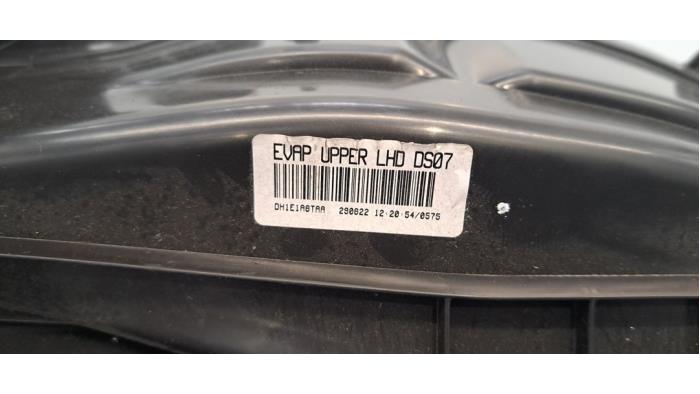 EVAP UPPER LHD DS07
DH1E1A8TAA 290822 12:20:54/0575